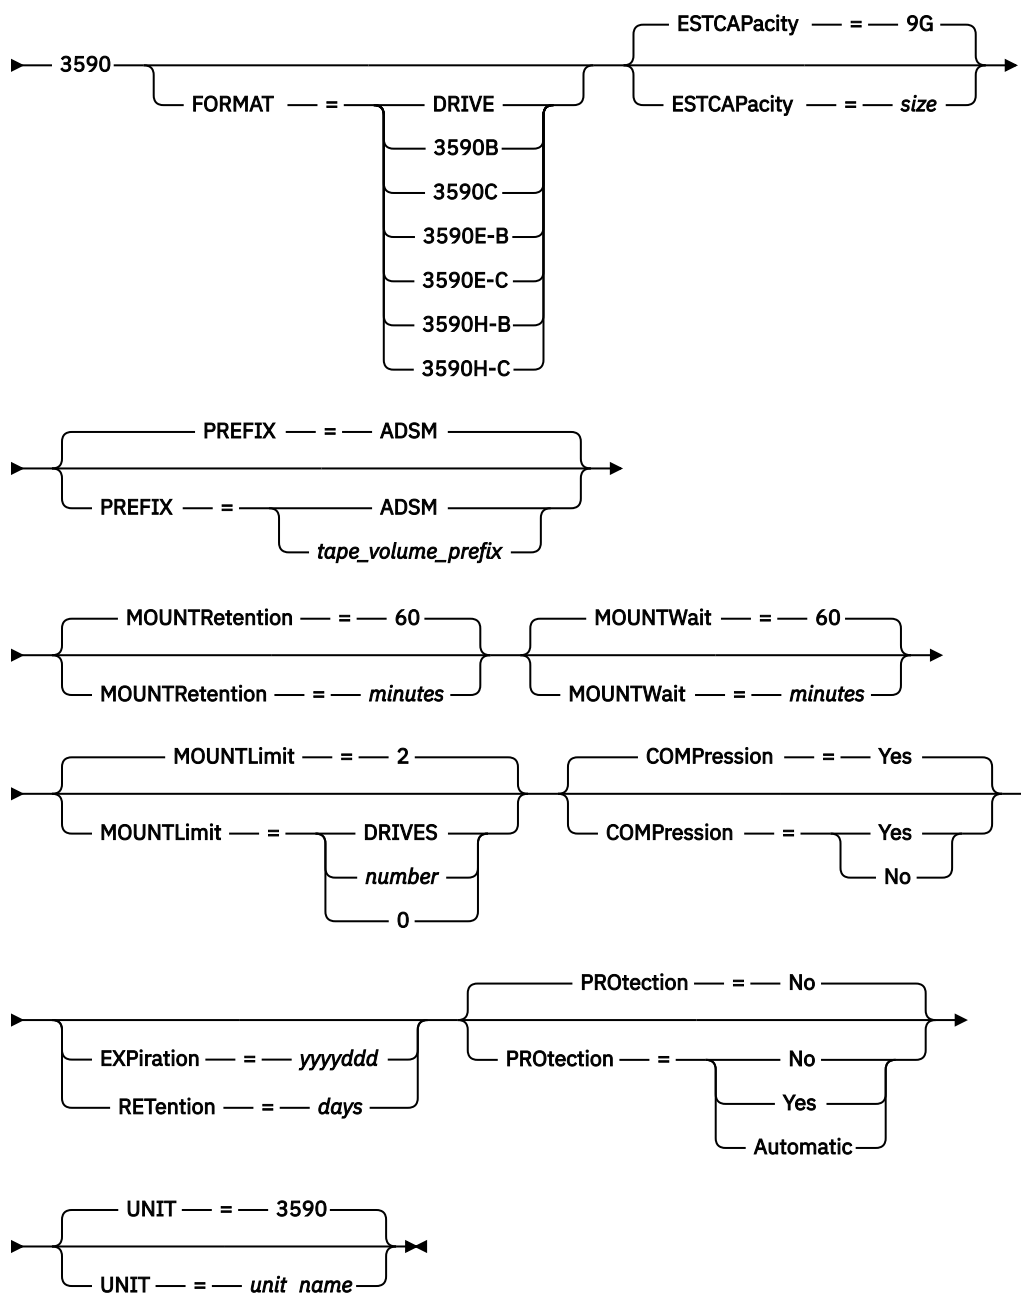 ESTCAPacity = 9G
3590
FORMAT = DRIVE
ESTCAPacity = size
3590B
3590C
3590E-B
3590E-C
3590H-B
3590H-C
PREFIX = ADSM
PREFIX = ADSM
tape_volume_prefix
MOUNTRetention = 60
MOUNTWait = 60
MOUNTRetention = minutes
MOUNTWait = minutes
MOUNTLimit = 2
COMPression = Yes
MOUNTLimit = DRIVES
COMPression = Yes
number
No
0
PROtection = No
EXPiration = yyyyddd
PROtection = No
RETention = days
Yes
Automatic
UNIT = 3590
UNIT = unit_name